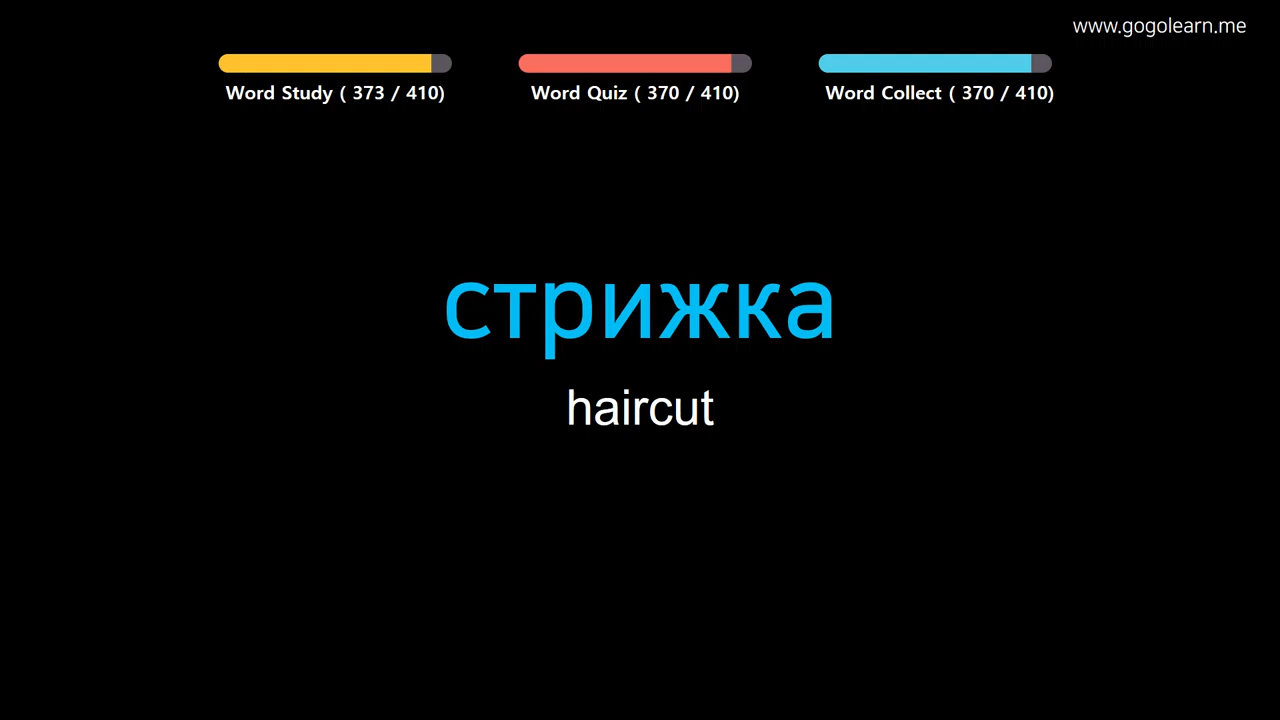 www.gogolearn.me
Word Study ( 373 / 410)
Word Quiz ( 370 / 410)
Word Collect ( 370 / 410)
стрижка
haircut